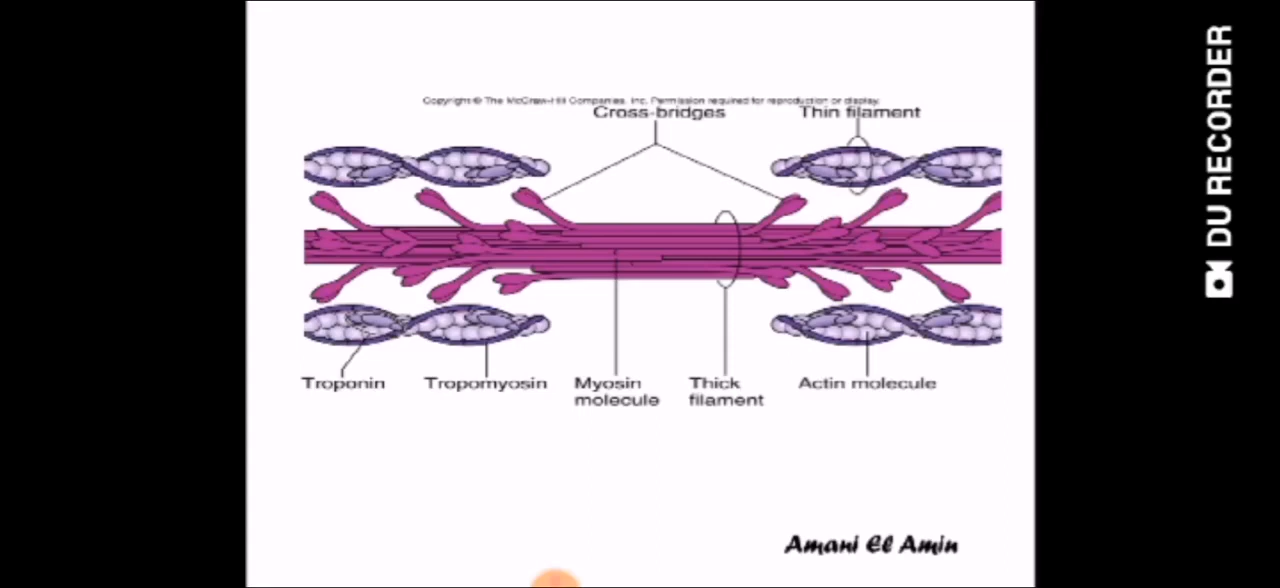 Copyright © The McGraw-Hill Companies, Inc. Permission required for reproduction or display.
Cross-bridges
Thin filament
Troponin
Tropomyosin
Myosin
molecule
Thick
filament
Actin molecule
Amani El Amin
DU RECORDER